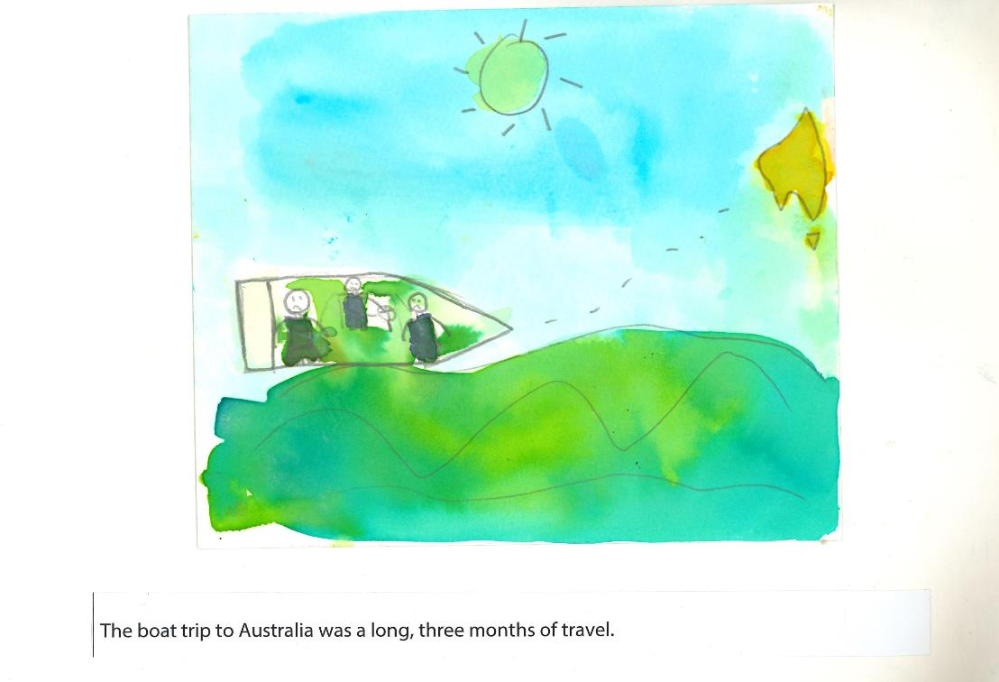 The boat trip to Australia was a long, three months of travel.